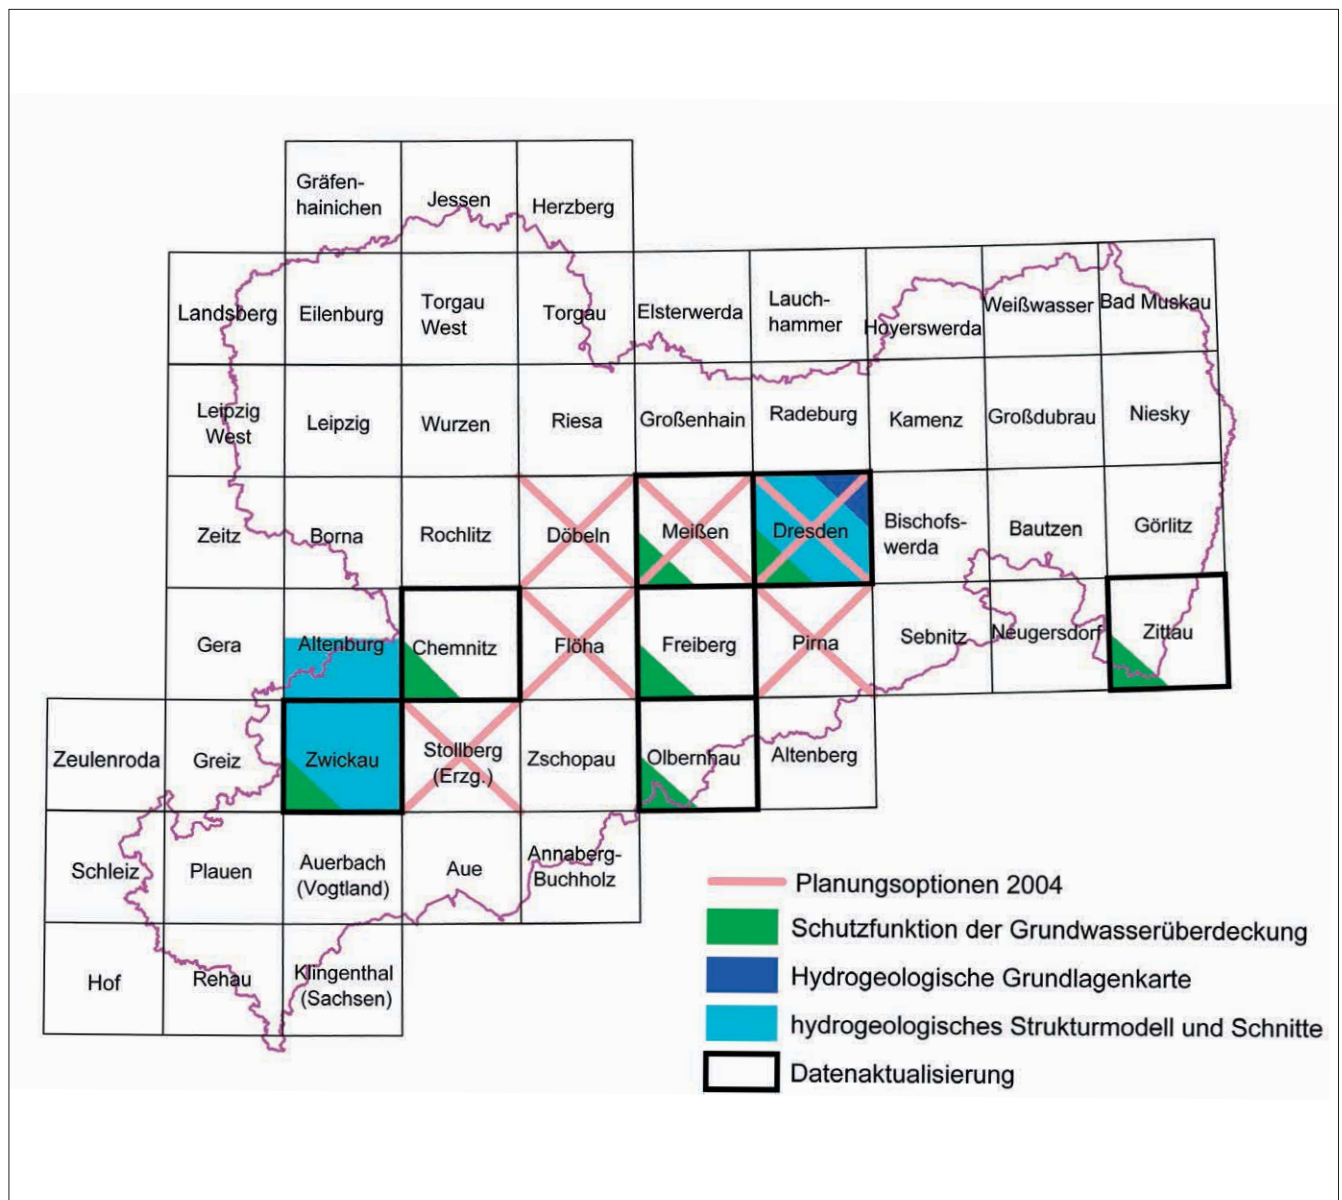 Gräfen-
hainichen
Jessen
Herzberg
Landsberg
Eilenburg
Torgau
West
Torgau
Elsterwerda
Lauch-
hammer
Hoyerswerda
Weißwasser
Bad Muskau
Leipzig
West
Leipzig
Wurzen
Riesa
Großenhain
Radeburg
Kamenz
Großdubrau
Niesky
Zeitz
Borna
Rochlitz
Döbeln
Meißen
Dresden
Bischofs-
werda
Bautzen
Görlitz
Gera
Altenburg
Chemnitz
Flöha
Freiberg
Pirna
Sebnitz
Neugersdorf
Zittau
Zeulenroda
Greiz
Zwickau
Stollberg
(Erzg.)
Zschopau
Olbernhau
Altenberg
Schleiz
Plauen
Auerbach
(Vogtland)
Aue
Annaberg-
Buchholz
Hof
Rehau
Klingenthal
(Sachsen)
Planungsoptionen 2004
Schutzfunktion der Grundwasserüberdeckung
Hydrogeologische Grundlagenkarte
hydrogeologisches Strukturmodell und Schnitte
Datenaktualisierung